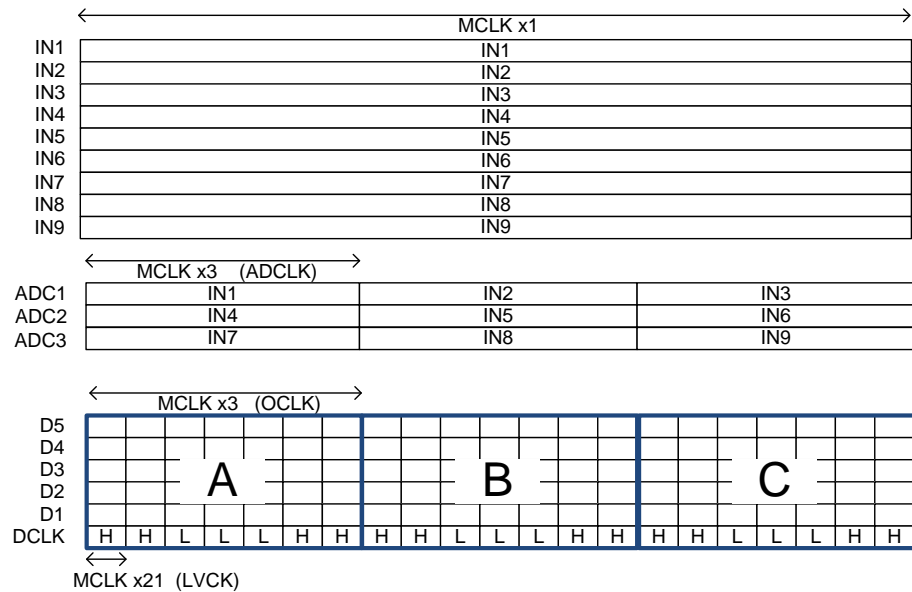 MCLK x1
IN1 IN1
IN2 IN2
IN3 IN3
IN4 IN4
IN5 IN5
IN6 IN6
IN7 IN7
IN8 IN8
IN9 IN9
MCLK x3 (ADCLK)
ADC1 IN1 IN2 IN3
ADC2 IN4 IN5 IN6
ADC3 IN7 IN8 IN9
MCLK x3 (OCLK)
D5
D4
D3
A B C
D2
D1
DCLK H H L L L H H H H L L L H H H H L L L H H
MCLK x21 (LVCK)